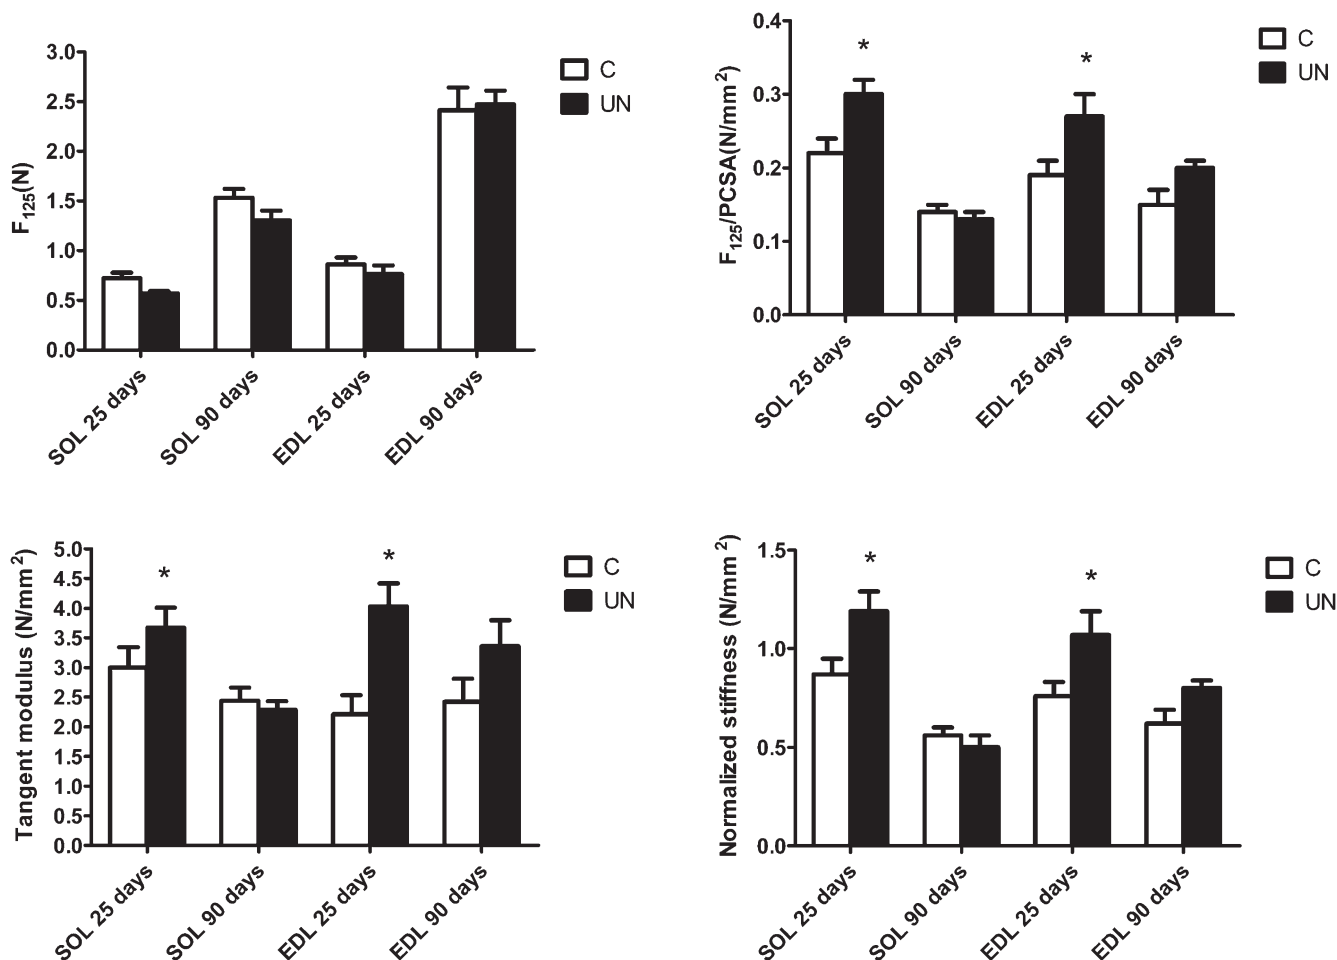 3.0
2.5
2.0
1.5
1.0
0.5
0.0
F125(N)
C
UN
SOL 25 days
SOL 90 days
EDL 25 days
EDL 90 days
0.4
0.3
0.2
0.1
0.0
F125/PCSA(N/mm2)
*
*
C
UN
SOL 25 days
SOL 90 days
EDL 25 days
EDL 90 days
5.0
4.5
4.0
3.5
3.0
2.5
2.0
1.5
1.0
0.5
0.0
Tangent modulus (N/mm2)
*
*
C
UN
SOL 25 days
SOL 90 days
EDL 25 days
EDL 90 days
1.5
1.0
0.5
0.0
Normalized stiffness (N/mm2)
*
*
C
UN
SOL 25 days
SOL 90 days
EDL 25 days
EDL 90 days